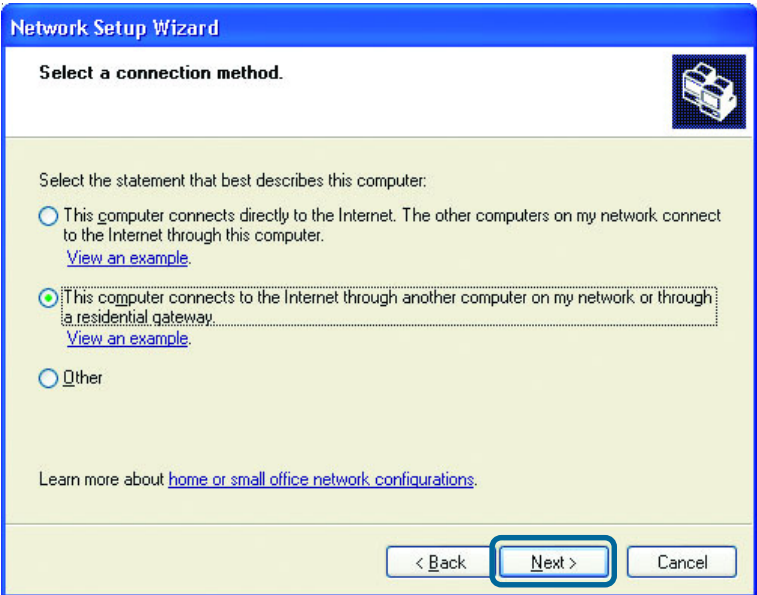 Network Setup Wizard
Select a connection method.
Select the statement that best describes this computer:
This computer connects directly to the Internet. The other computers on my network connect
to the Internet through this computer.
View an example.
This computer connects to the Internet through another computer on my network or through
a residential gateway.
View an example.
Other
Learn more about home or small office network configurations.
< Back
Next >
Cancel